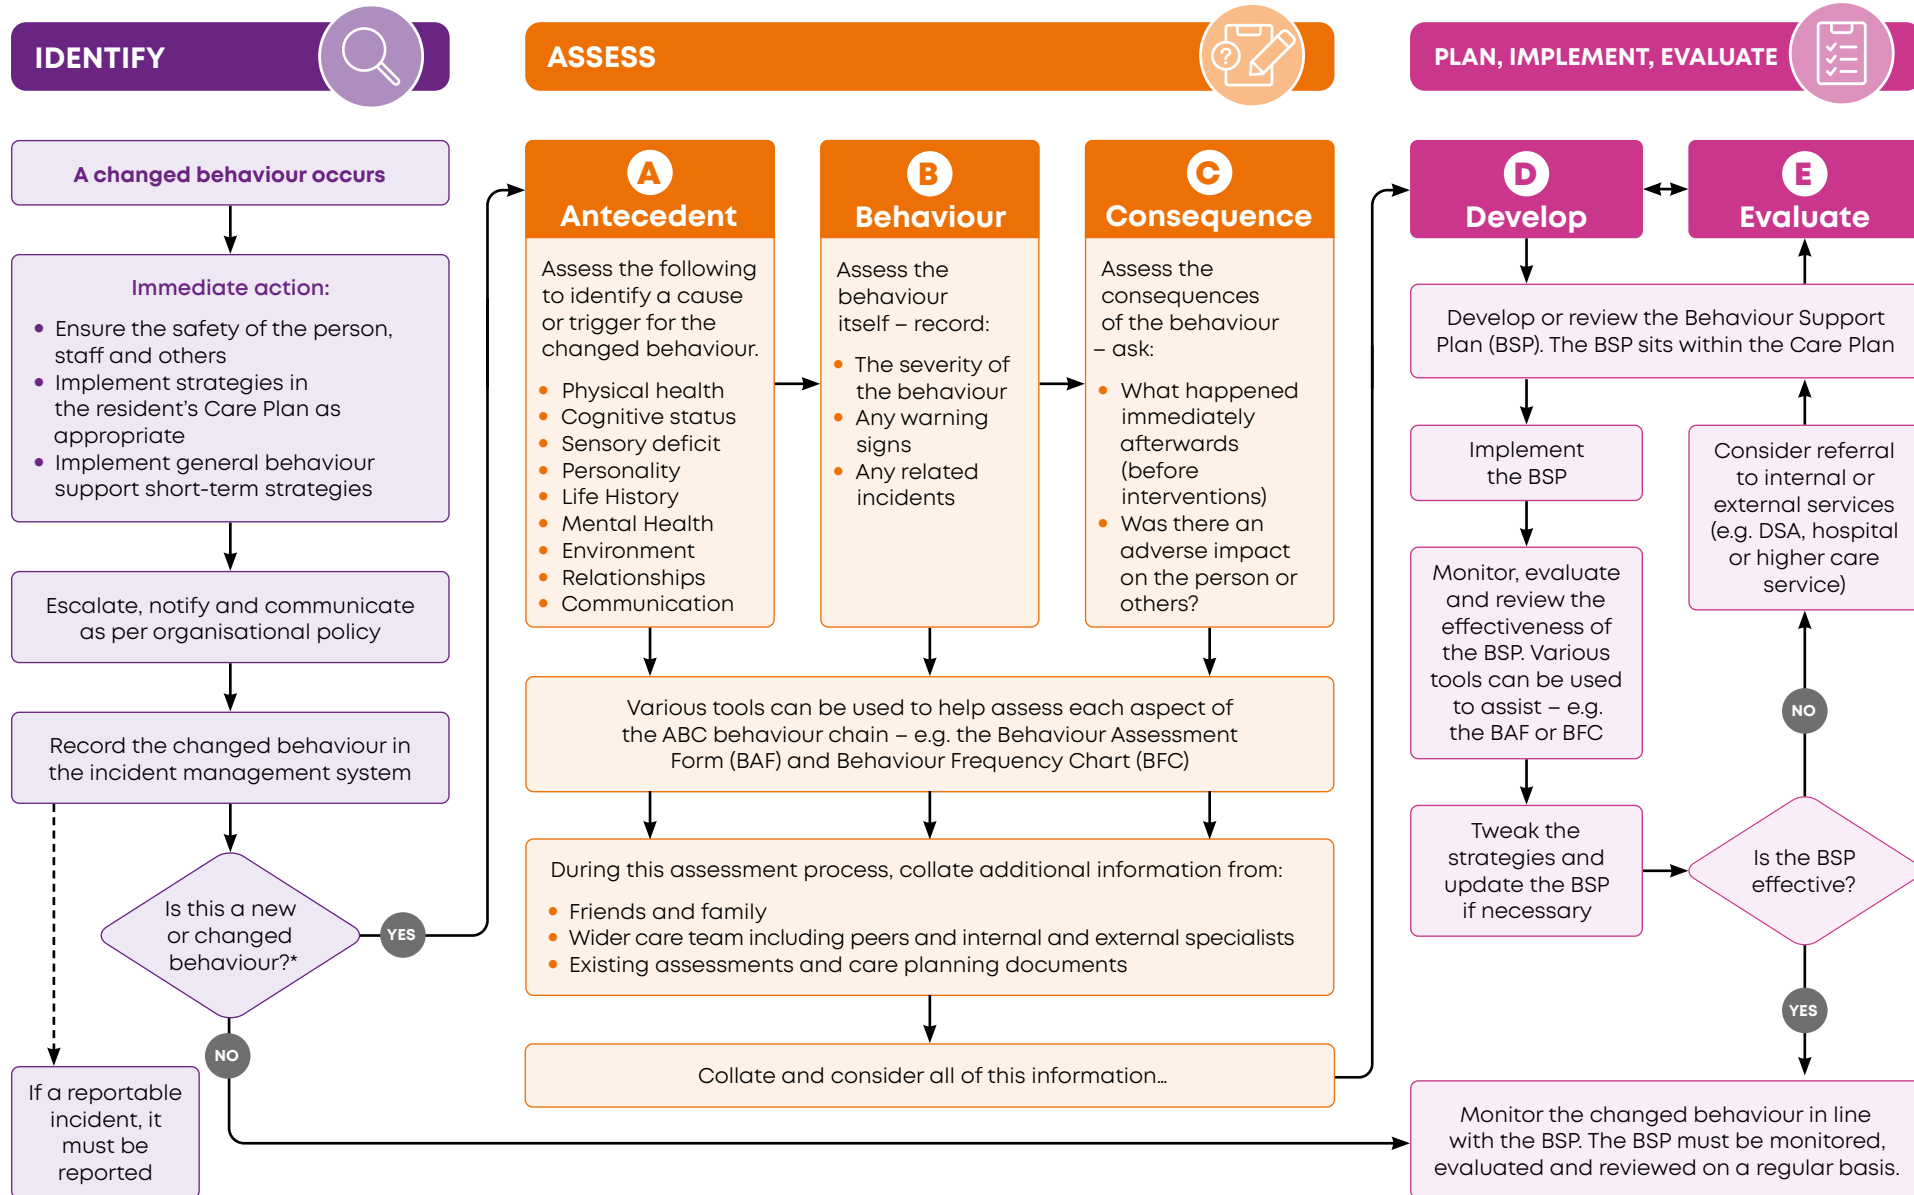 IDENTIFY
A changed behaviour occurs
Immediate action:
• Ensure the safety of the person,
staff and others
• Implement strategies in
the resident's Care Plan as
appropriate
• Implement general behaviour
support short-term strategies
Escalate, notify and communicate
as per organisational policy
Record the changed behaviour in
the incident management system
Is this a new
or changed
behaviour?*
YES
NO
If a reportable
incident, it
must be
reported
ASSESS
A
Antecedent
Assess the following
to identify a cause
or trigger for the
changed behaviour.
• Physical health
• Cognitive status
• Sensory deficit
• Personality
• Life History
• Mental Health
• Environment
• Relationships
• Communication
B
Behaviour
Assess the
behaviour
itself – record:
• The severity of
the behaviour
• Any warning
signs
• Any related
incidents
C
Consequence
Assess the
consequences
of the behaviour
– ask:
• What happened
immediately
afterwards
(before
interventions)
• Was there an
adverse impact
on the person or
others?
Various tools can be used to help assess each aspect of
the ABC behaviour chain – e.g. the Behaviour Assessment
Form (BAF) and Behaviour Frequency Chart (BFC)
During this assessment process, collate additional information from:
• Friends and family
• Wider care team including peers and internal and external specialists
• Existing assessments and care planning documents
Collate and consider all of this information…
PLAN, IMPLEMENT, EVALUATE
D
Develop
E
Evaluate
Develop or review the Behaviour Support
Plan (BSP). The BSP sits within the Care Plan
Implement
the BSP
Monitor, evaluate
and review the
effectiveness of
the BSP. Various
tools can be used
to assist – e.g.
the BAF or BFC
Tweak the
strategies and
update the BSP
if necessary
Consider referral
to internal or
external services
(e.g. DSA, hospital
or higher care
service)
NO
Is the BSP
effective?
YES
Monitor the changed behaviour in line
with the BSP. The BSP must be monitored,
evaluated and reviewed on a regular basis.